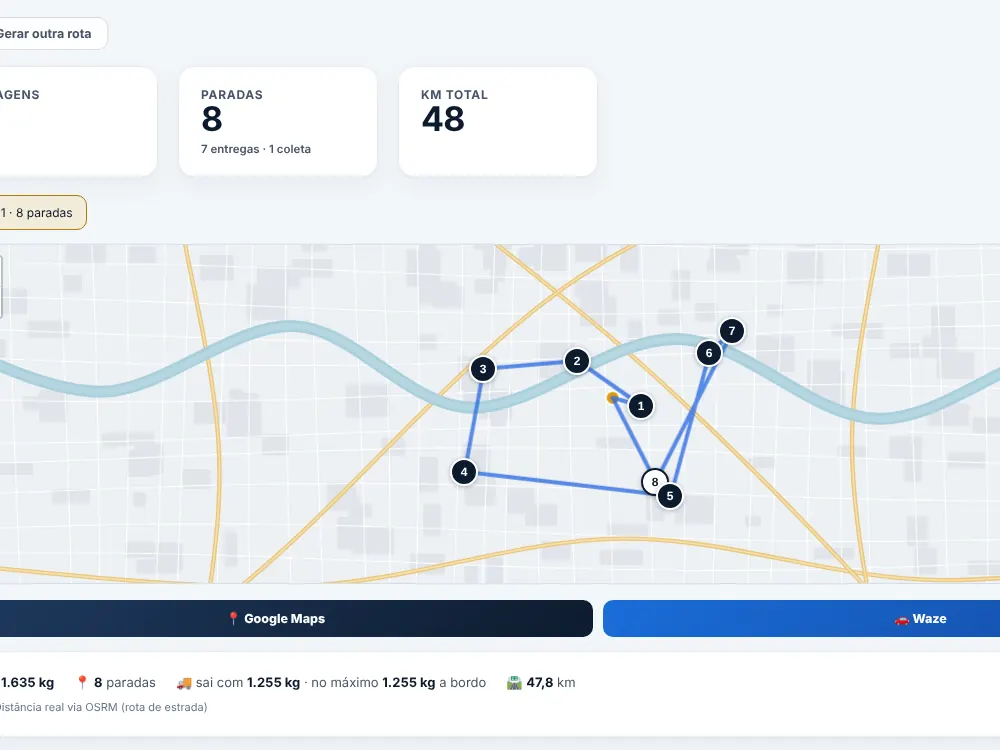 Gerar outra rota
AGENS
PARADAS
KM TOTAL
8
48
7 entregas · 1 coleta
1 · 8 paradas
7
6
2
3
1
4
8
5
📍 Google Maps
🚗 Waze
1.635 kg 📍 8 paradas 🚚 sai com 1.255 kg · no máximo 1.255 kg a bordo 🛣️ 47,8 km
istância real via OSRM (rota de estrada)